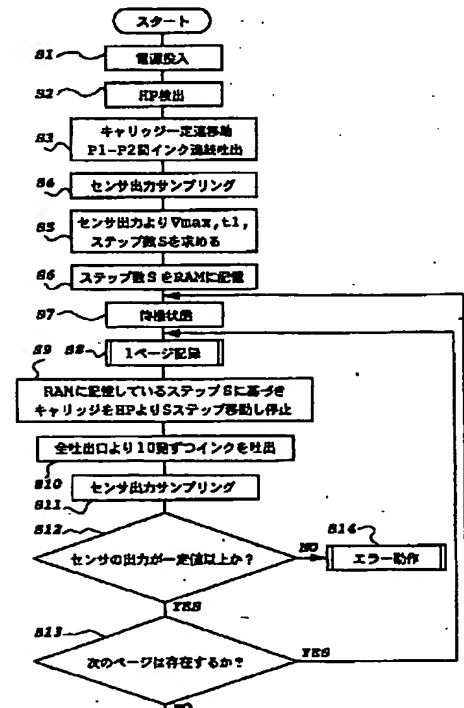 スタート
S1
電源投入
S2
HP検出
S3
キャリッジ一定速移動
P1-P2間インク連続吐出
S4
センサ出力サンプリング
S5
センサ出力よりVmax,t1,
ステップ数Sを求める
S6
ステップ数SをRAMに記憶
S7
待機状態
S8
1ページ記録
S9
RAMに記憶しているステップSに基づき
キャリッジをHPよりSステップ移動し停止
全吐出口より10発ずつインクを吐出
S10
センサ出力サンプリング
S11
S12
センサの出力が一定値以上か?
NO
S14
エラー動作
YES
S13
次のページは存在するか?
YES
NO